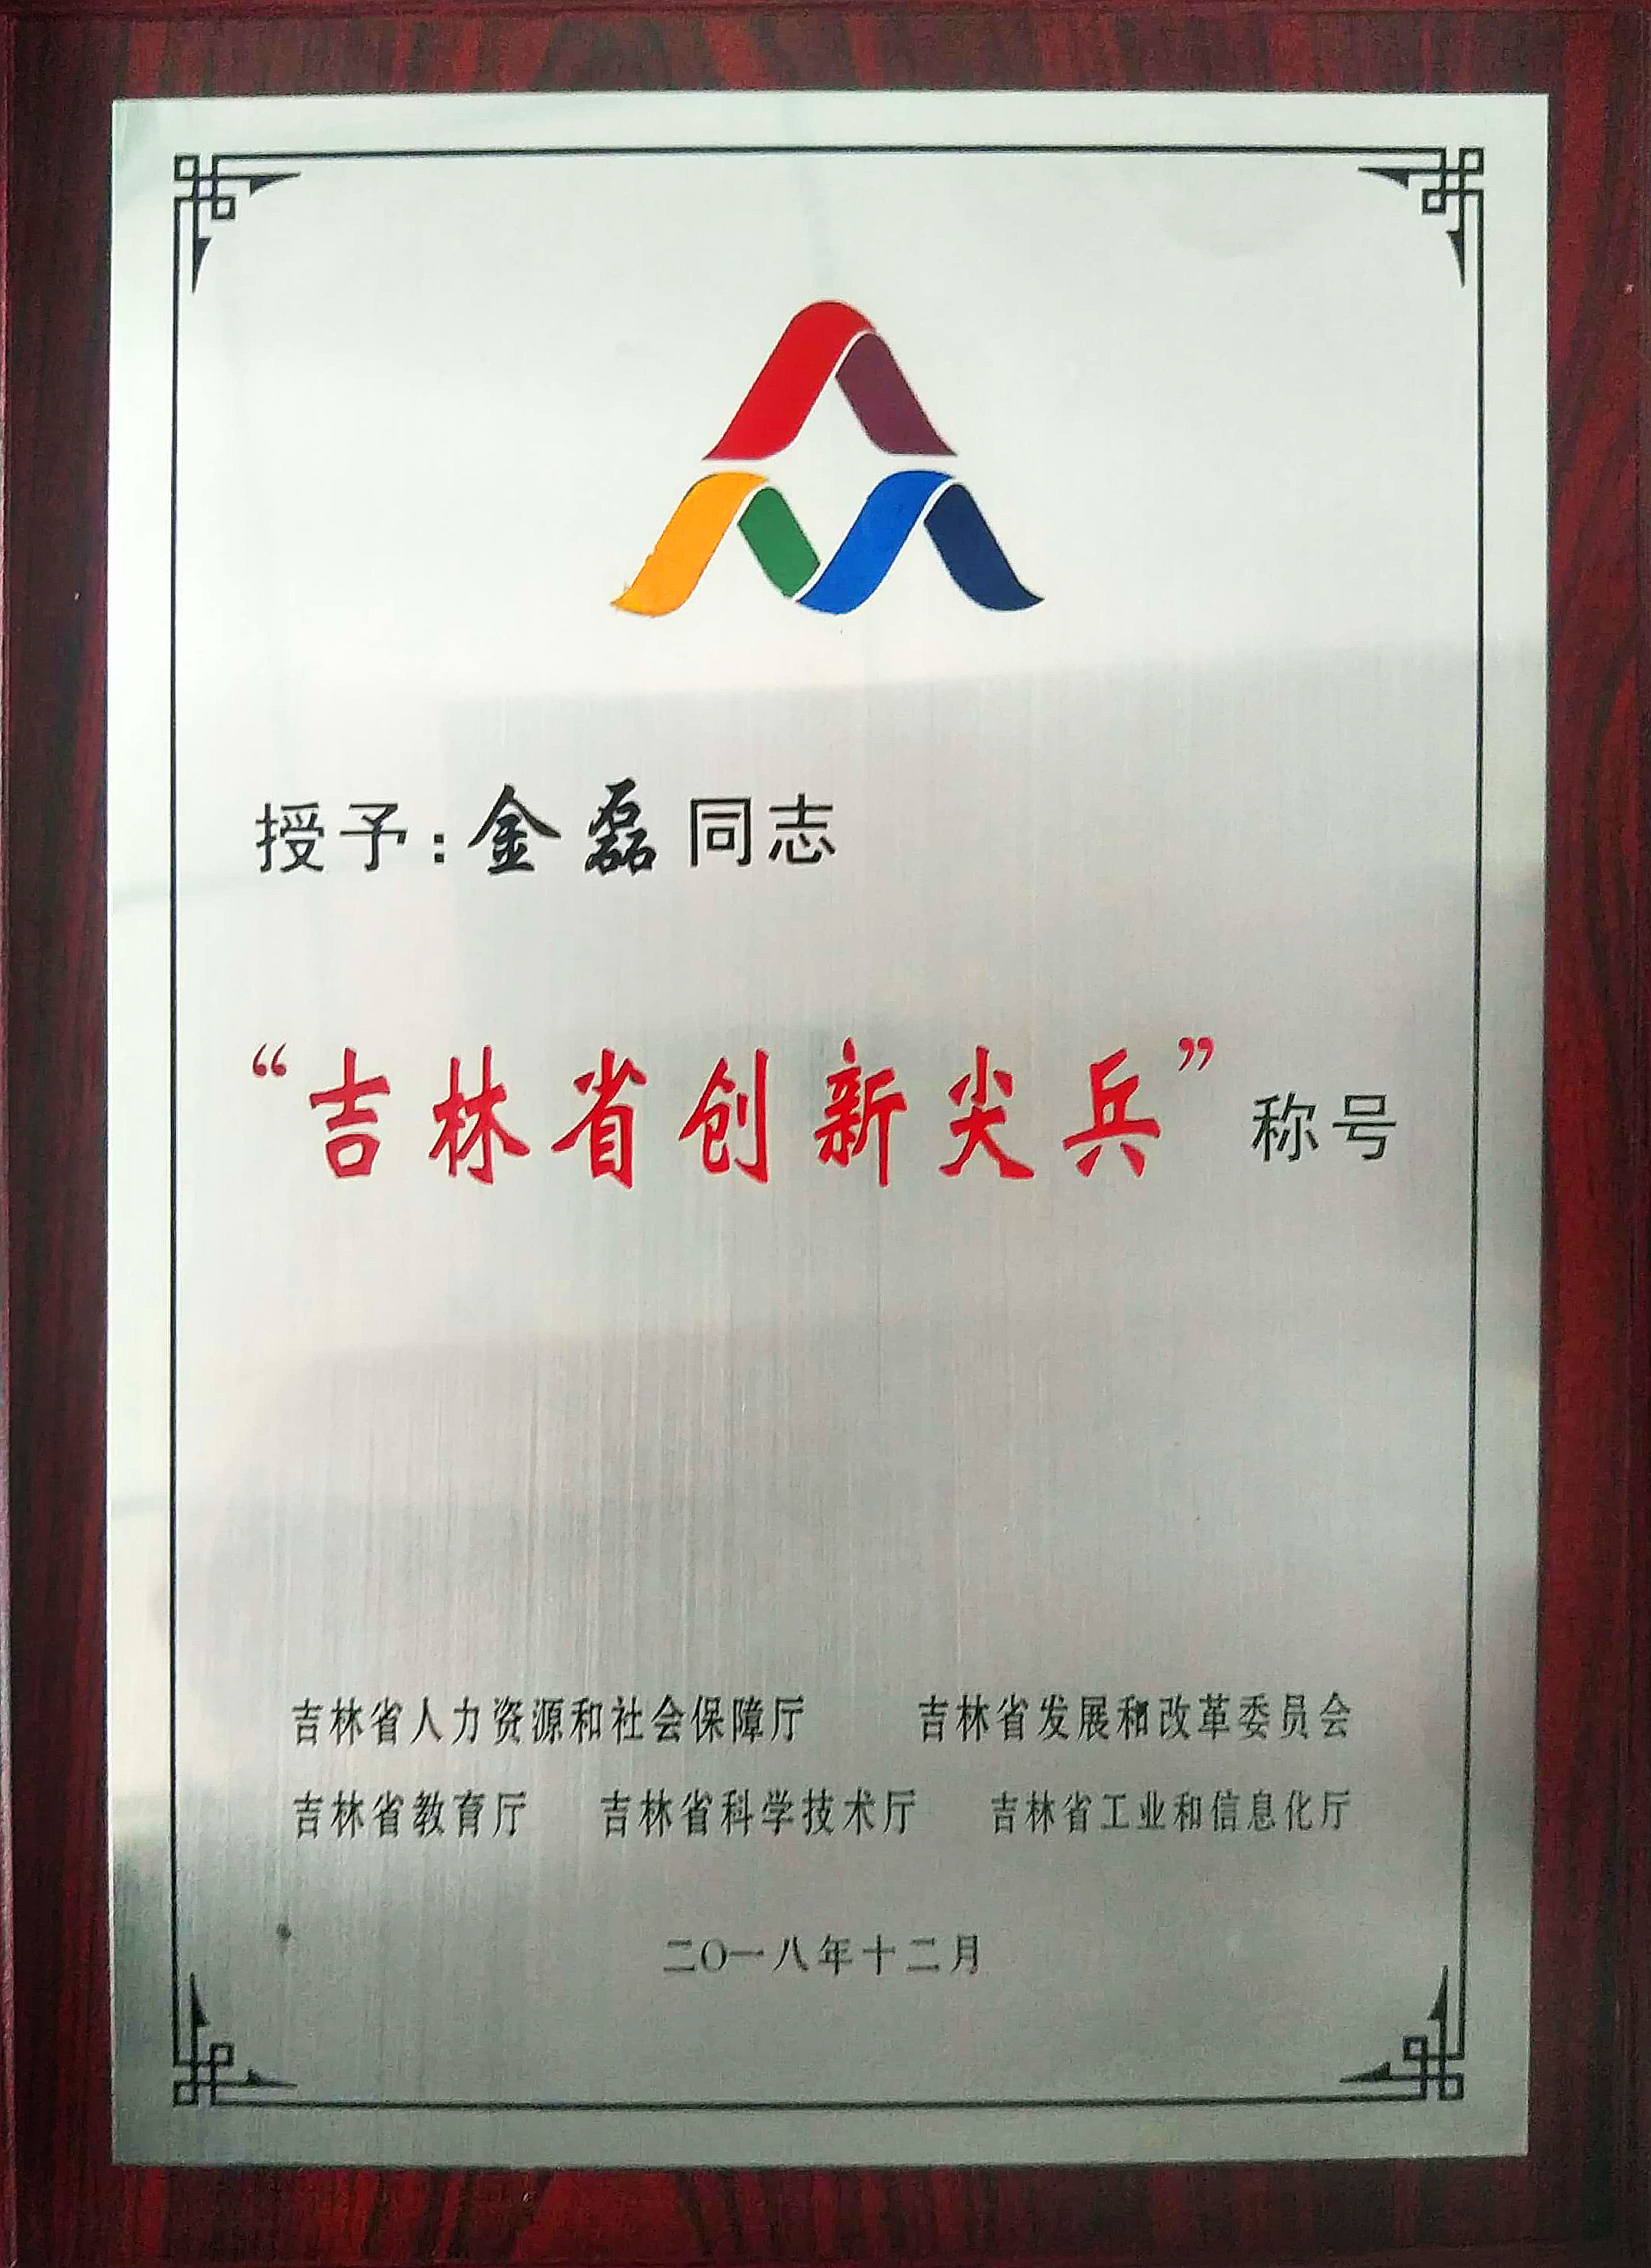 授予：金磊同志
“吉林省创新尖兵”称号
吉林省人力资源和社会保障厅 吉林省发展和改革委员会
吉林省教育厅 吉林省科学技术厅 吉林省工业和信息化厅
二〇一八年十二月